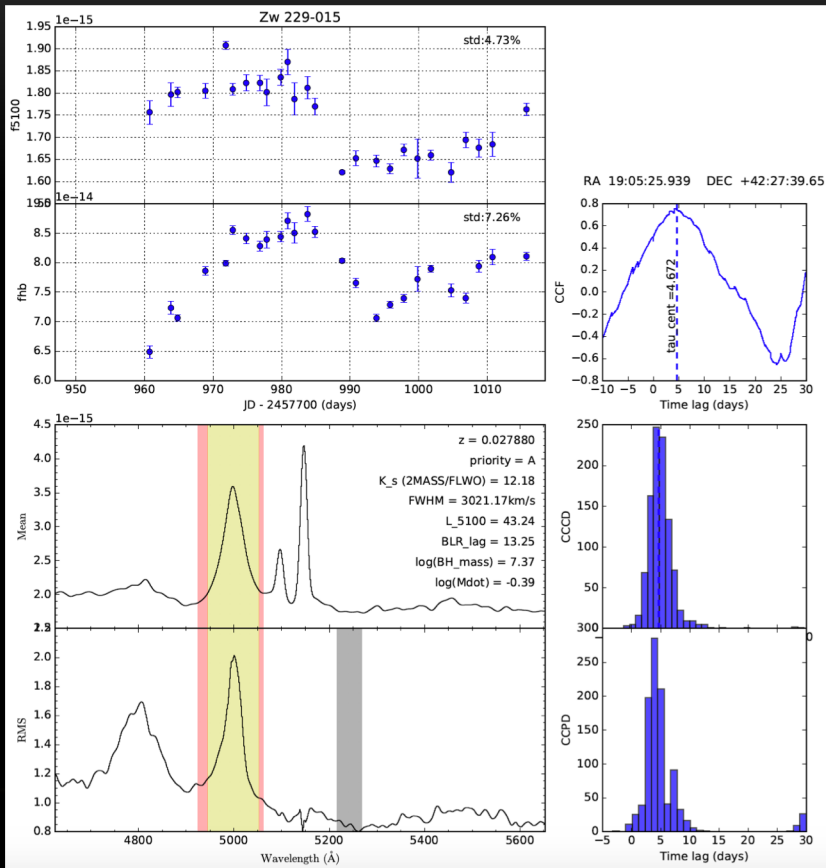 Zw 229-015
1e−15
std:4.73%
f5100
1.95
1.90
1.85
1.80
1.75
1.70
1.65
1.60
1e−14
std:7.26%
fhb
8.5
8.0
7.5
7.0
6.5
6.0
950 960 970 980 990 1000 1010
JD - 2457700 (days)
RA 19:05:25.939 DEC +42:27:39.65
CCF
0.8
0.6
0.4
0.2
0.0
−0.2
−0.4
−0.6
−0.8
tau_cent =4.672
−10 −5 0 5 10 15 20 25 30
Time lag (days)
1e−15
Mean
4.5
4.0
3.5
3.0
2.5
2.0
z = 0.027880
priority = A
K_s (2MASS/FLWO) = 12.18
FWHM = 3021.17km/s
L_5100 = 43.24
BLR_lag = 13.25
log(BH_mass) = 7.37
log(Mdot) = -0.39
RMS
2.0
1.8
1.6
1.4
1.2
1.0
0.8
4800 5000 5200 5400 5600
Wavelength (Å)
CCCD
250
200
150
100
50
CCPD
300
250
200
150
100
50
0
−5 0 5 10 15 20 25 30
Time lag (days)